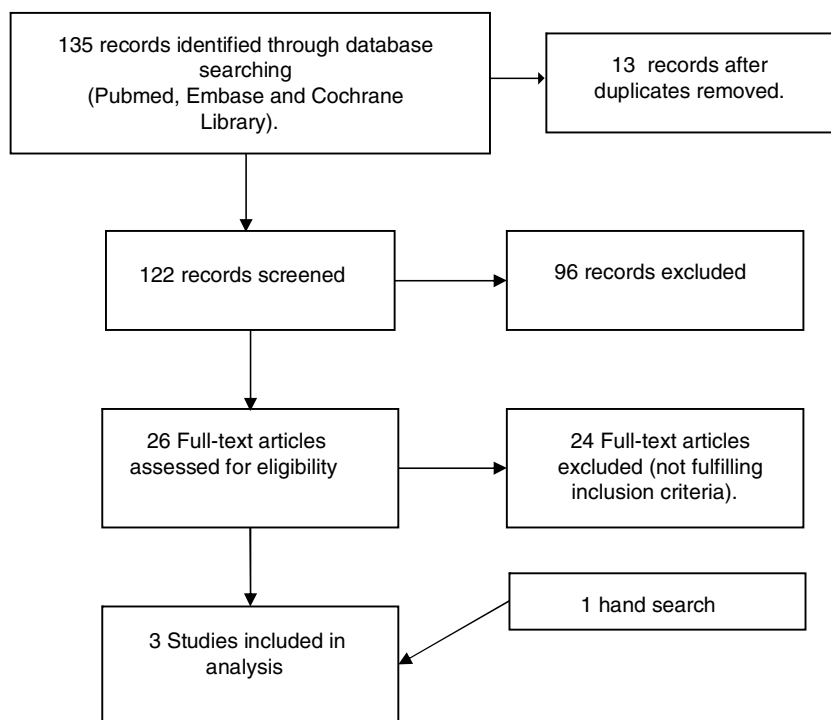 135 records identified through database
searching
(Pubmed, Embase and Cochrane
Library).
13 records after
duplicates removed.
122 records screened
96 records excluded
26 Full-text articles
assessed for eligibility
24 Full-text articles
excluded (not fulfilling
inclusion criteria).
1 hand search
3 Studies included in
analysis